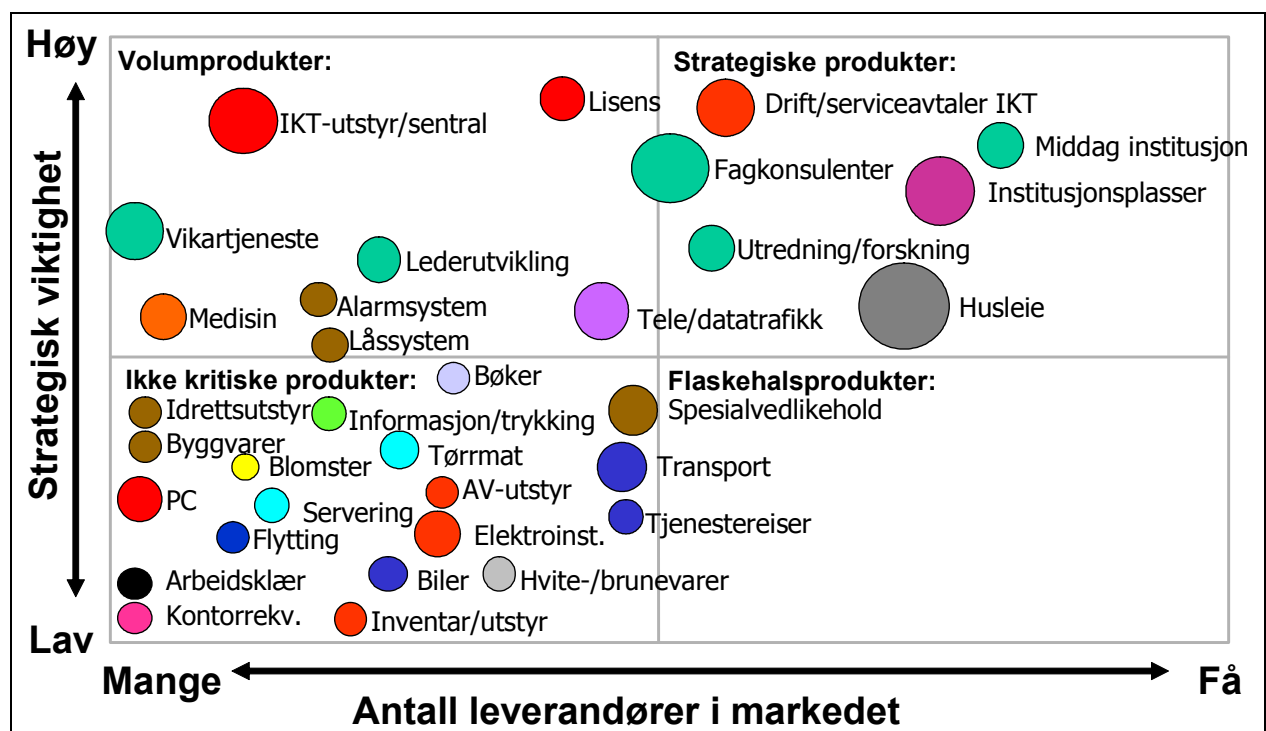 Høy
Volumprodukter:
Strategiske produkter:
Lisens
Drift/serviceavtaler IKT
IKT-utstyr/sentral
Middag institusjon
Fagkonsulenter
Institusjonsplasser
Vikartjeneste
Utredning/forskning
Lederutvikling
Alarmsystem
Husleie
Medisin
Tele/datatrafikk
Låssystem
Strategisk viktighet
Ikke kritiske produkter:
Bøker
Flaskehalsprodukter:
Idrettsutstyr
Informasjon/trykking
Spesialvedlikehold
Byggvarer
Tørrmat
Blomster
Transport
AV-utstyr
PC
Servering
Tjenestereiser
Flytting
Elektroinst.
Arbeidsklær
Biler
Hvite-/brunevarer
Kontorrekv.
Inventar/utstyr
Lav
Mange
Få
Antall leverandører i markedet